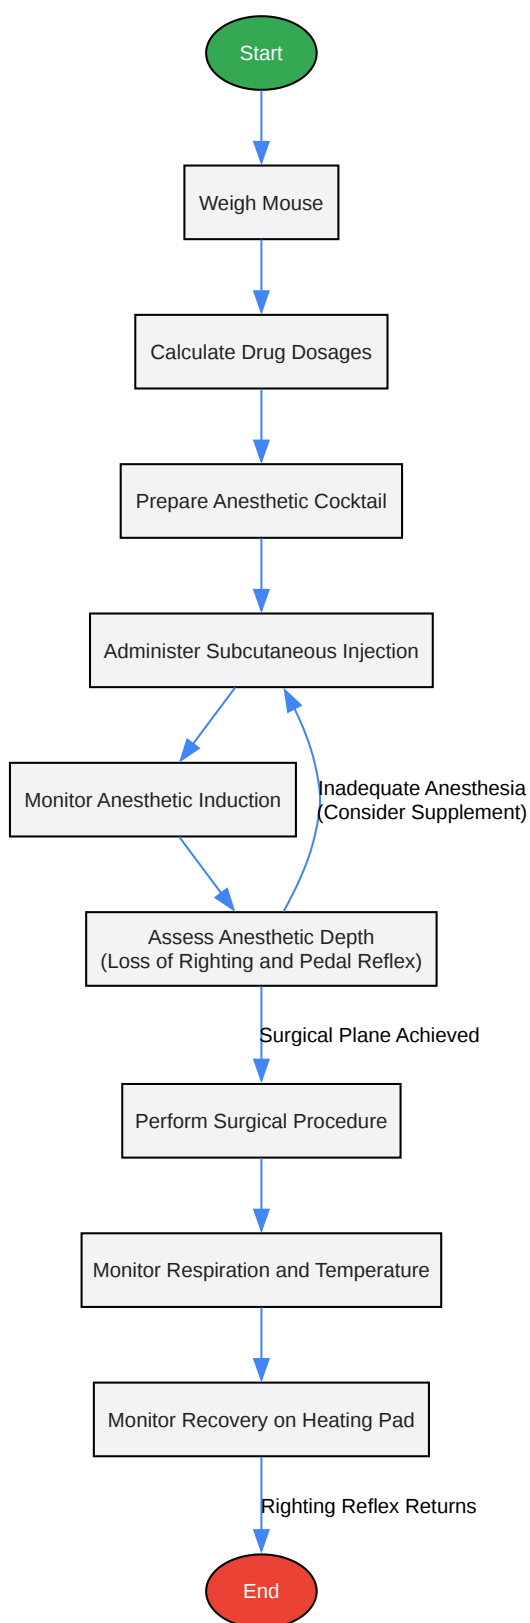 Start
Weigh Mouse
Calculate Drug Dosages
Prepare Anesthetic Cocktail
Administer Subcutaneous Injection
Monitor Anesthetic Induction
Inadequate Anesthesia
(Consider Supplement)
Assess Anesthetic Depth
(Loss of Righting and Pedal Reflex)
Surgical Plane Achieved
Perform Surgical Procedure
Monitor Respiration and Temperature
Monitor Recovery on Heating Pad
Righting Reflex Returns
End